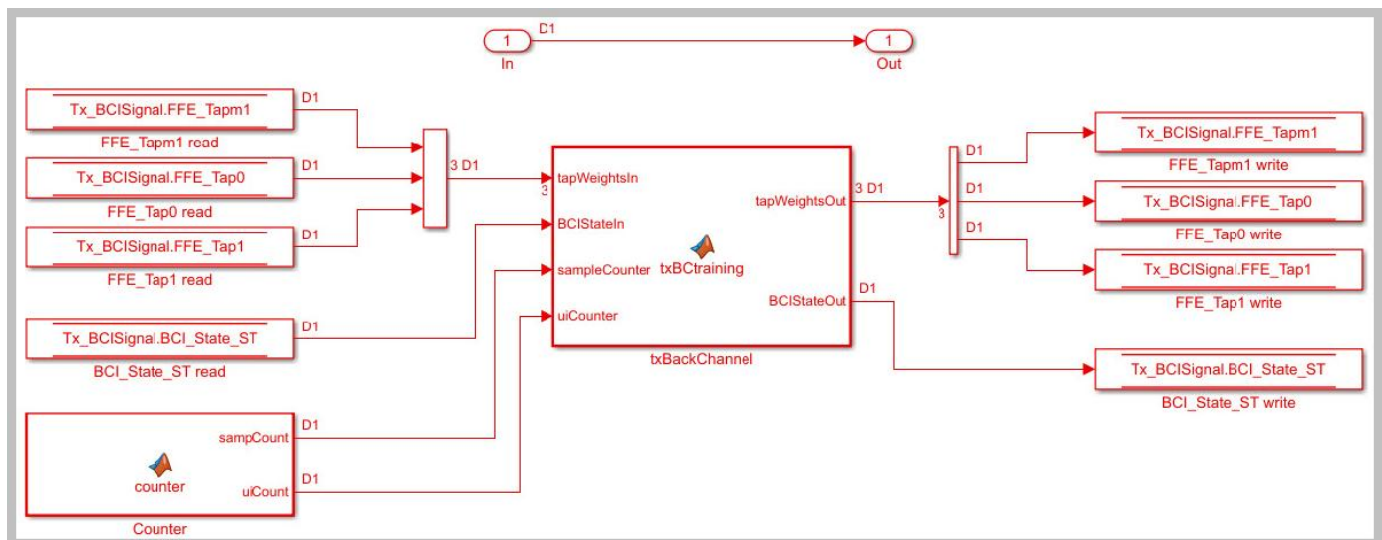 D1
1
1
In
Out
Tx_BCISignal.FFE_Tapm1
D1
FFE_Tapm1 read
Tx_BCISignal.FFE_Tap0
D1
FFE_Tap0 read
Tx_BCISignal.FFE_Tap1
D1
FFE_Tap1 read
Tx_BCISignal.BCI_State_ST
D1
BCI_State_ST read
sampCount
D1
counter
uiCount
D1
Counter
3 D1
3
tapWeightsIn
BCIStateIn
sampleCounter
uiCounter
txBCtraining
tapWeightsOut
BCIStateOut
txBackChannel
3 D1
D1
3
D1
D1
D1
Tx_BCISignal.FFE_Tapm1
FFE_Tapm1 write
Tx_BCISignal.FFE_Tap0
FFE_Tap0 write
Tx_BCISignal.FFE_Tap1
FFE_Tap1 write
Tx_BCISignal.BCI_State_ST
BCI_State_ST write